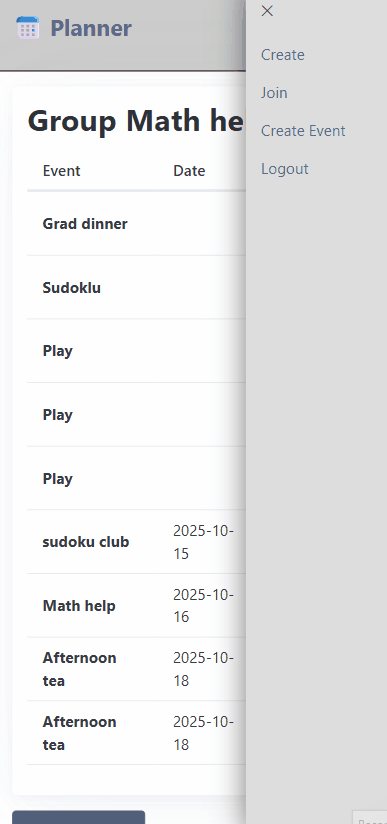 Planner
Create
Join
Create Event
Logout
Group Math he
Event Date
Grad dinner
Sudoklu
Play
Play
Play
sudoku club 2025-10-
15
Math help 2025-10-
16
Afternoon 2025-10-
tea 18
Afternoon 2025-10-
tea 18